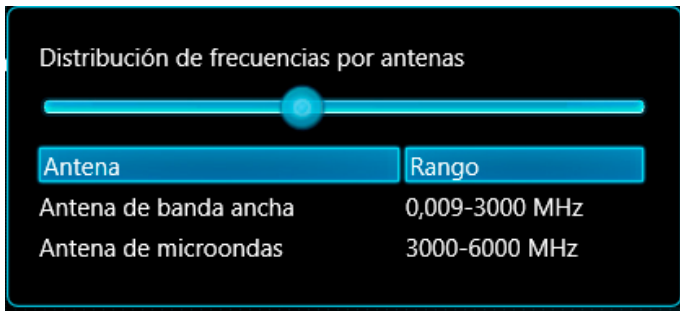 Distribución de frecuencias por antenas
Antena Rango
Antena de banda ancha 0,009-3000 MHz
Antena de microondas 3000-6000 MHz